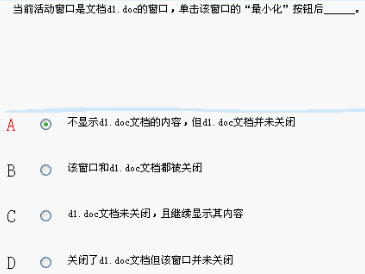 当前活动窗口是文档d1.doc的窗口，单击该窗口的“最小化”按钮后______。
A 不显示d1.doc文档的内容，但d1.doc文档并未关闭
B 该窗口和d1.doc文档都被关闭
C d1.doc文档未关闭，且继续显示其内容
D 关闭了d1.doc文档但该窗口并未关闭